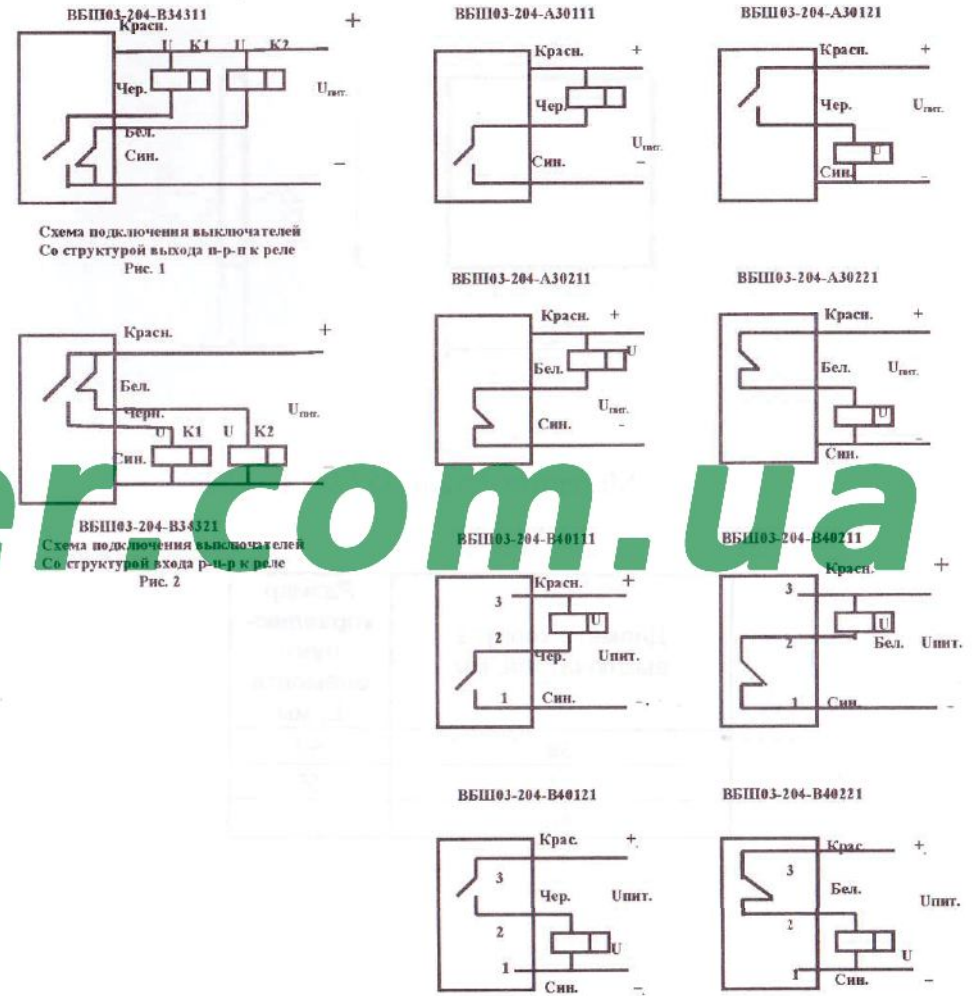 ВБШ03-204-В34311
Красн.
+
U K1 U K2
Чер.
Uпит.
Бел.
Син.
–
Схема подключения выключателей
Со структурой выхода п-р-п к реле
Рис. 1
ВБШ03-204-А30111
Красн. +
Чер.
Uпит.
Син. –
ВБШ03-204-А30121
Красн. +
Чер. Uпит.
U
Син. -
Красн. +
Бел.
Черн. Uпит.
U K1 U K2
Син.
–
ВБШ03-204-В34321
Схема подключения выключателей
Со структурой входа р-п-р к реле
Рис. 2
ВБШ03-204-А30211
Красн. +
Бел. U
Uпит.
Син. -
ВБШ03-204-А30221
Красн. +
Бел. Uпит.
U
-
Син.
er.com.ua
ВБШ03-204-В40111
Красн. +
3
U
2
Чер. Uпит.
1 Син. -.
ВБШ03-204-В40211
Красн. +
3
U
2 Бел. Uпит.
1 Син. -
ВБШ03-204-В40121
Крас. +.
3
Чер. Uпит.
2
U
1
Син. -.
ВБШ03-204-В40221
Крас. +.
3
Бел.
Uпит.
2
U
1
Син. –